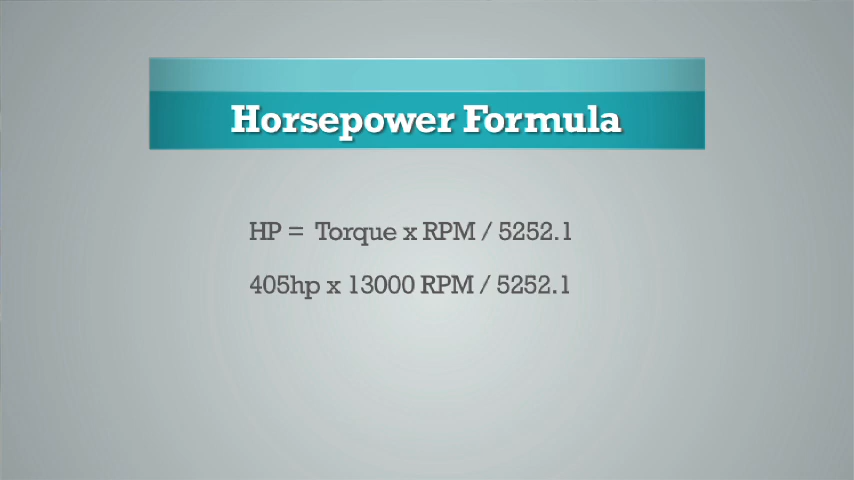 Horsepower Formula
HP = Torque x RPM / 5252.1
405hp x 13000 RPM / 5252.1